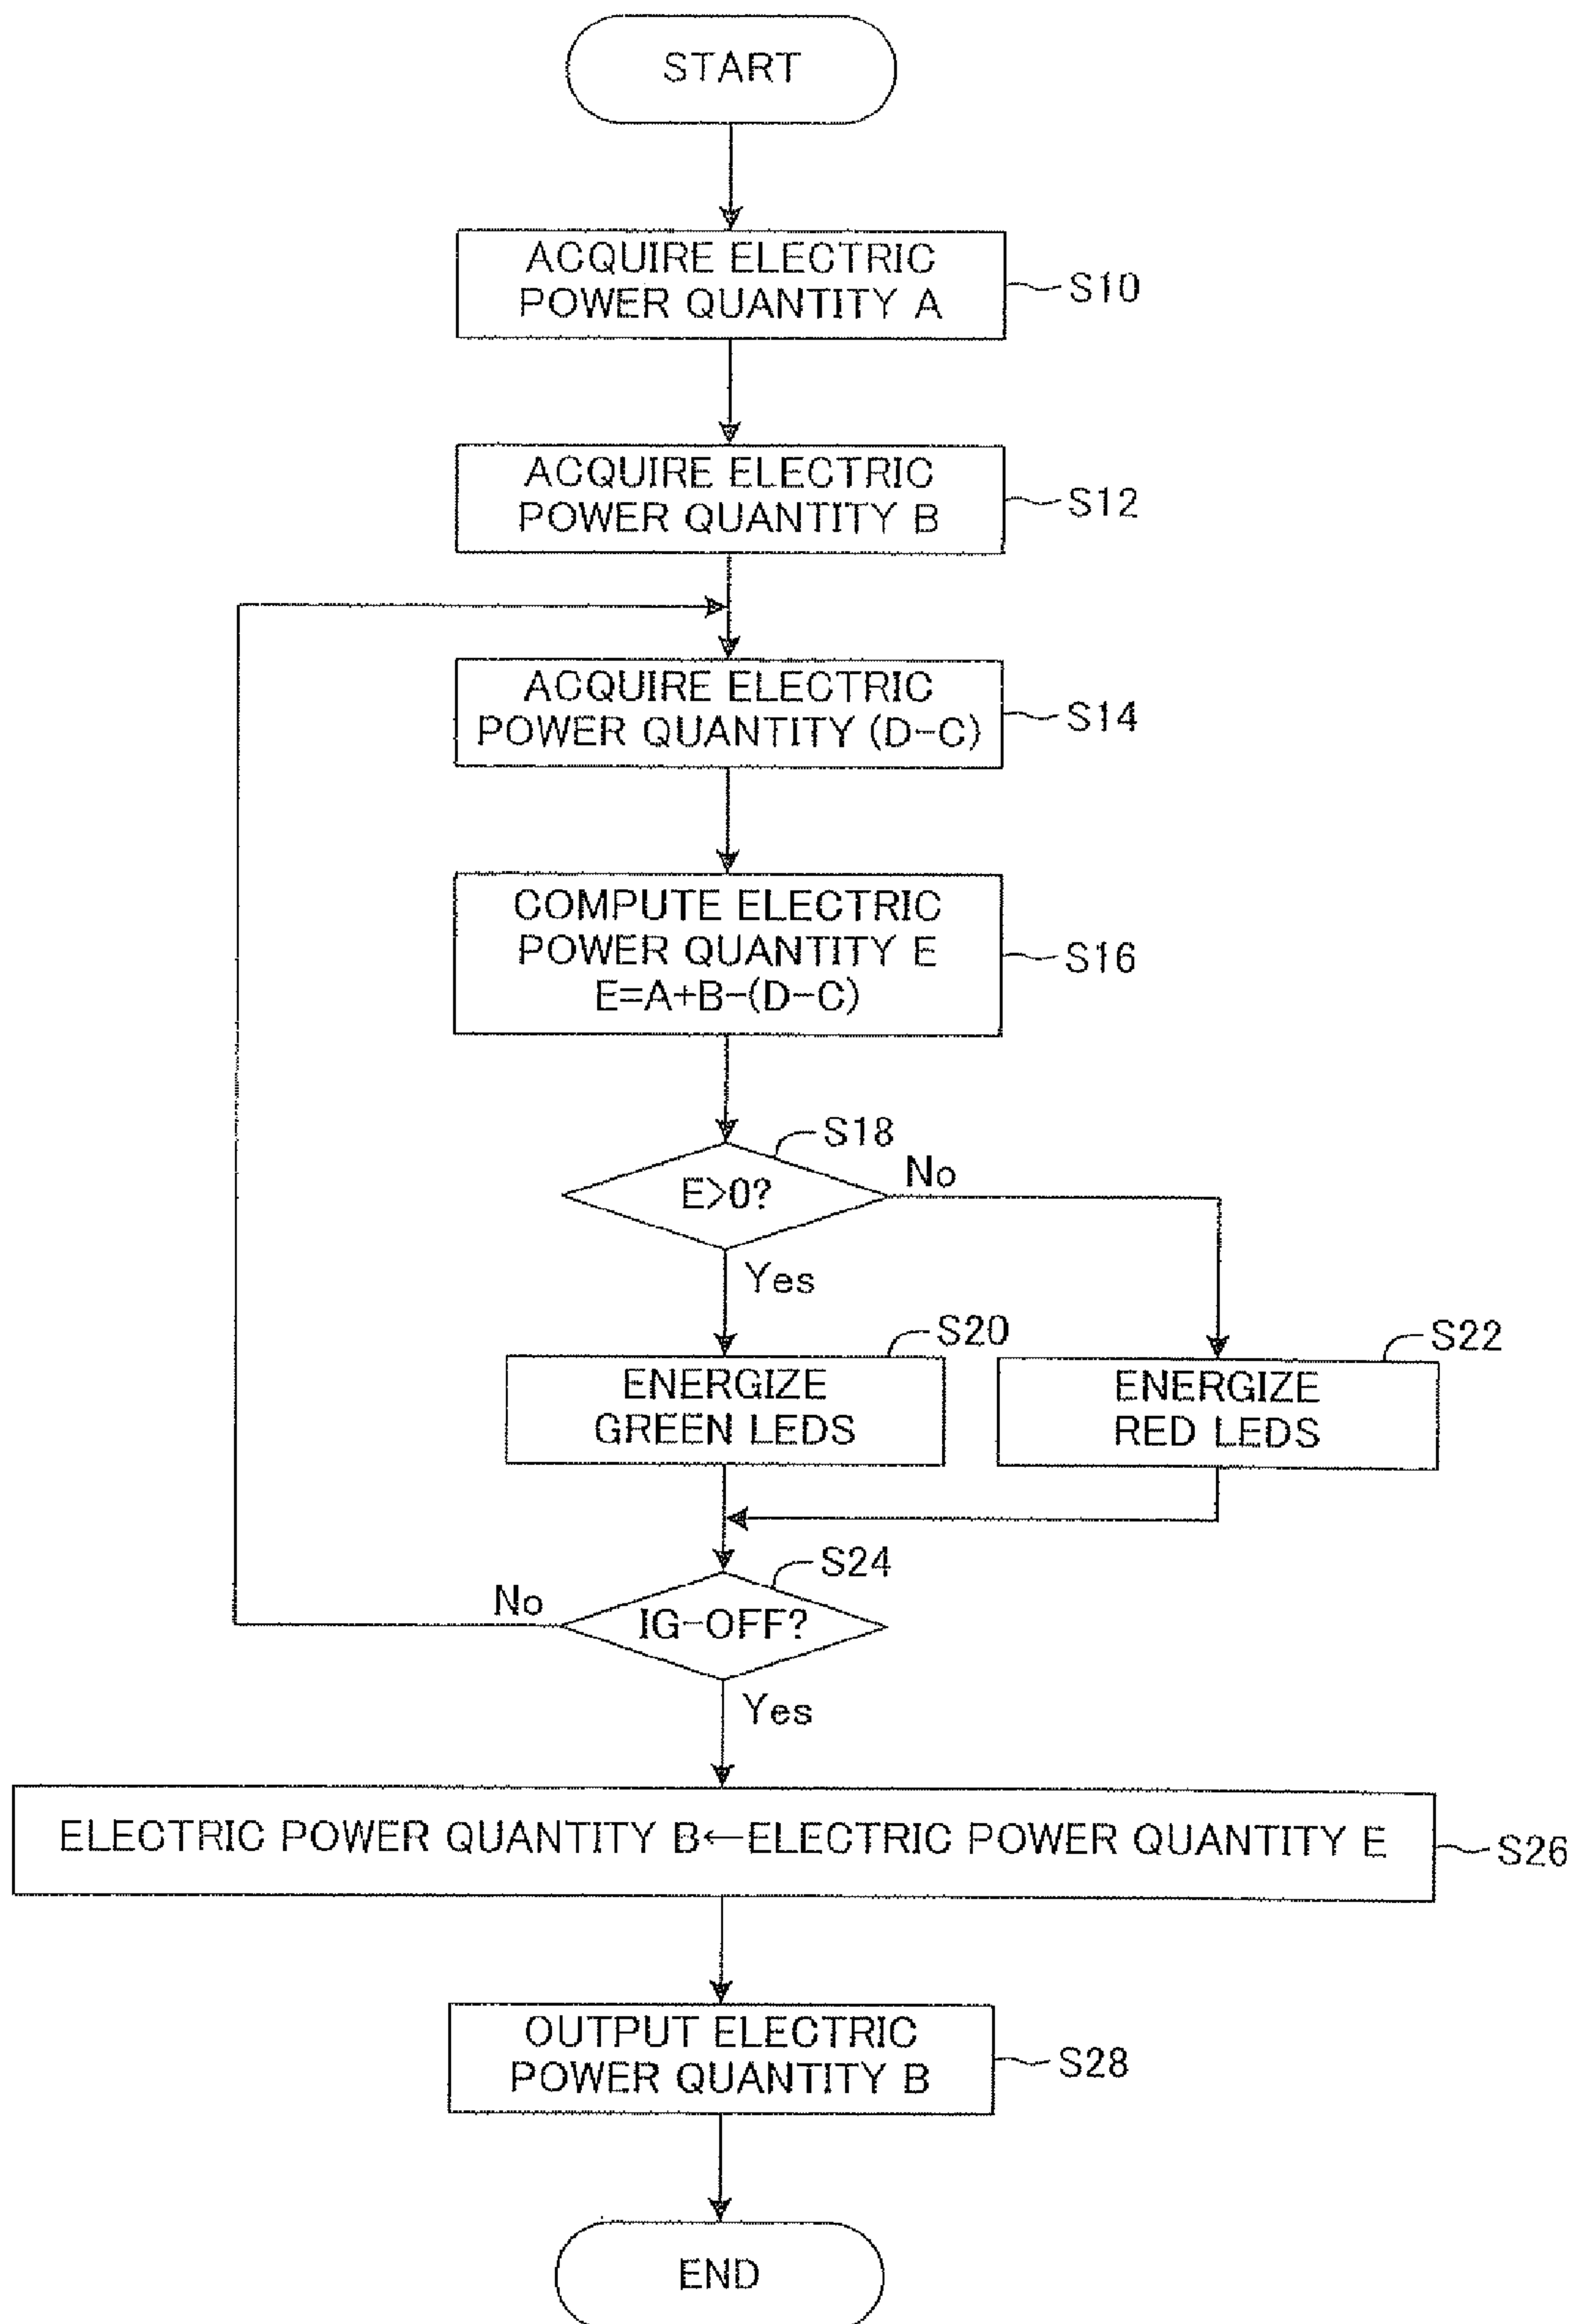 START
ACQUIRE ELECTRIC
POWER QUANTITY A
S10
ACQUIRE ELECTRIC
POWER QUANTITY B
S12
ACQUIRE ELECTRIC
POWER QUANTITY (D-C)
S14
COMPUTE ELECTRIC
POWER QUANTITY E
E=A+B-(D-C)
S16
S18
E>0?
No
Yes
S20
ENERGIZE
GREEN LEDS
S22
ENERGIZE
RED LEDS
S24
IG-OFF?
No
Yes
ELECTRIC POWER QUANTITY B←ELECTRIC POWER QUANTITY E
S26
OUTPUT ELECTRIC
POWER QUANTITY B
S28
END